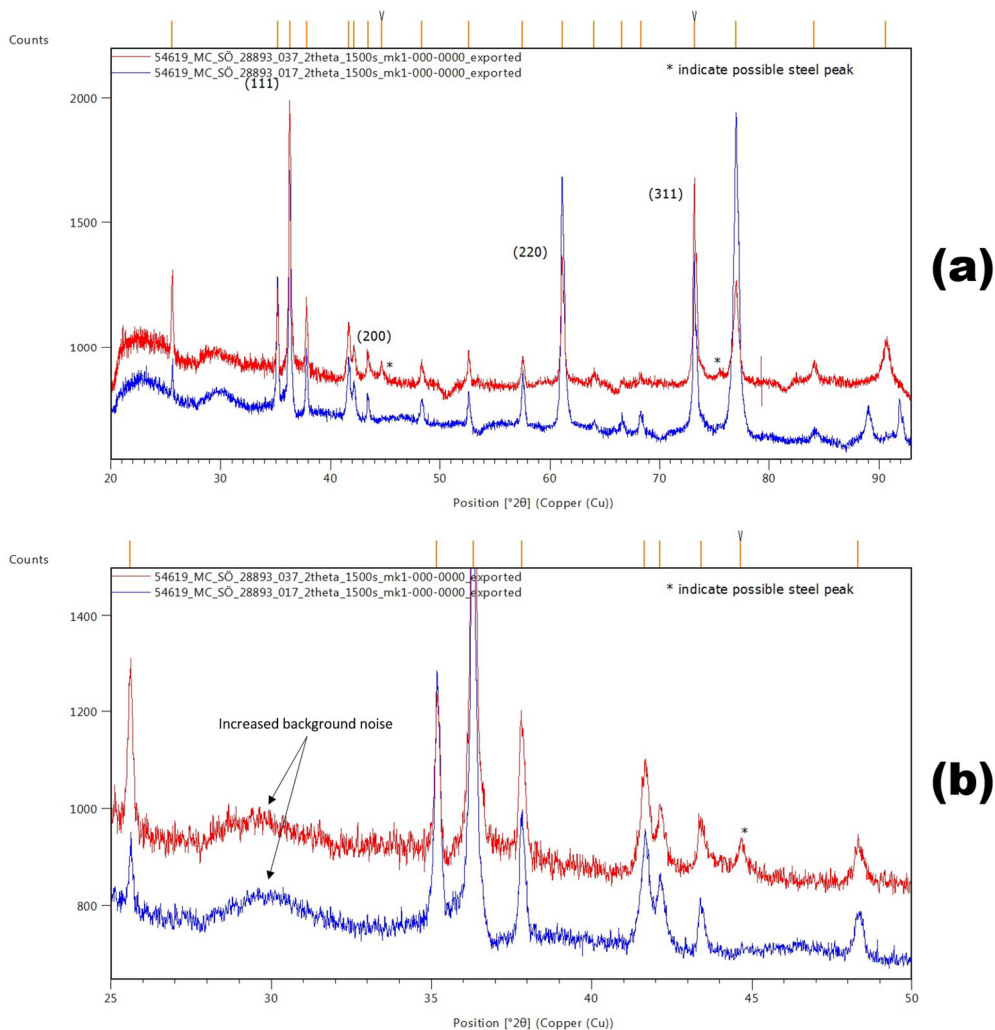 Counts
54619_MC_SÖ_28893_037_2theta_1500s_mk1-000-0000_exported
54619_MC_SÖ_28893_017_2theta_1500s_mk1-000-0000_exported
* indicate possible steel peak
(111)
2000
(311)
1500
(220)
(a)
(200)
1000
*
*
20 30 40 50 60 70 80 90
Position [°2θ] (Copper (Cu))
Counts
54619_MC_SÖ_28893_037_2theta_1500s_mk1-000-0000_exported
54619_MC_SÖ_28893_017_2theta_1500s_mk1-000-0000_exported
* indicate possible steel peak
1400
1200
Increased background noise
(b)
1000
*
800
25 30 35 40 45 50
Position [°2θ] (Copper (Cu))